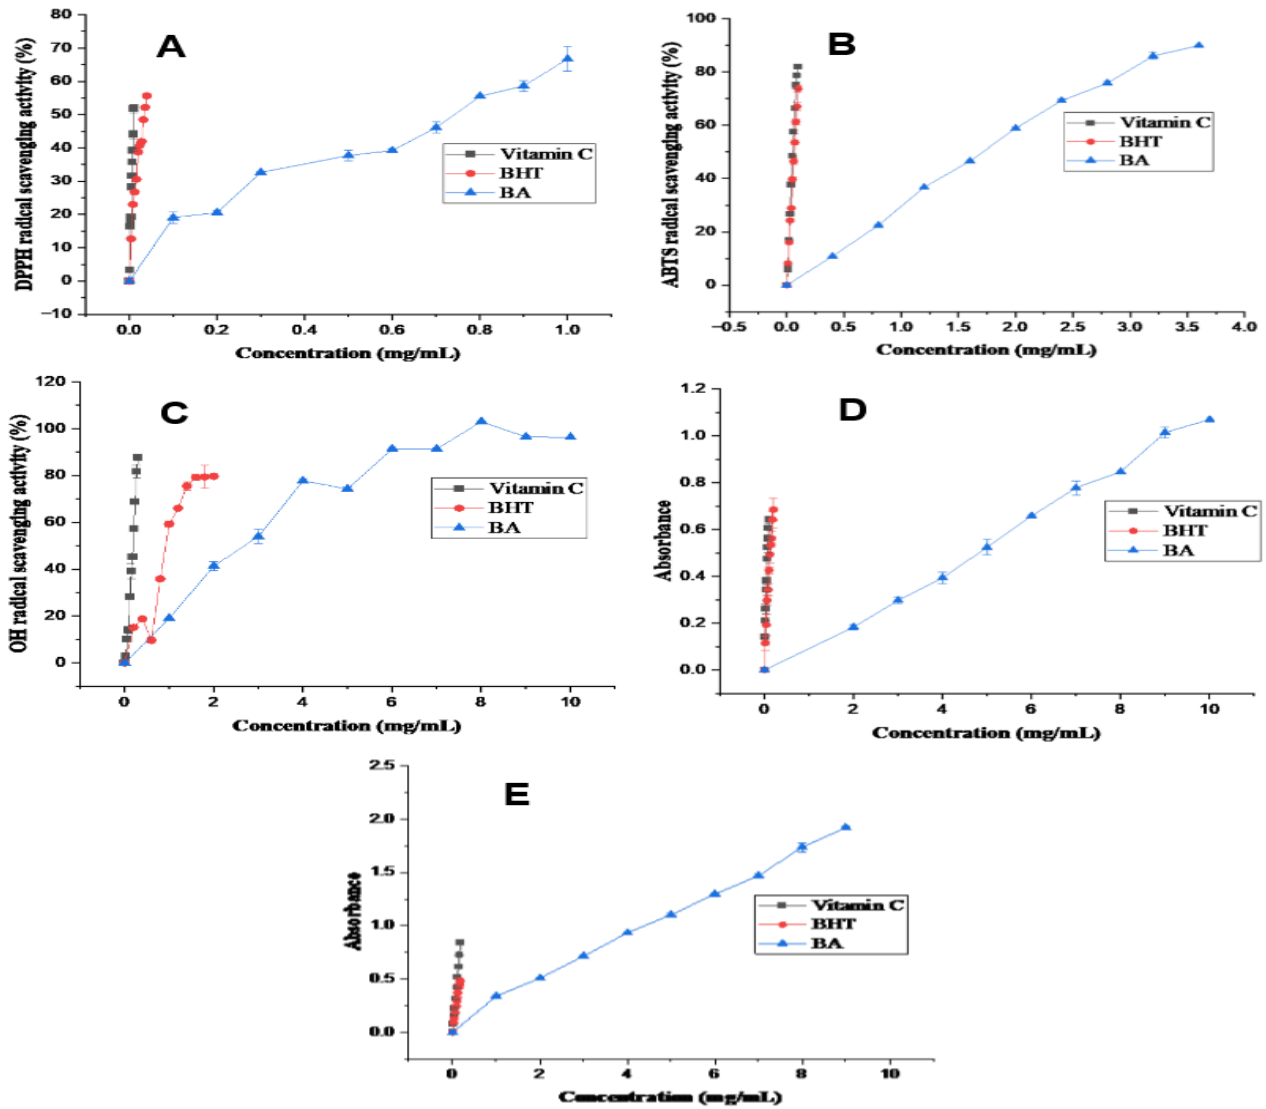 A
DPPH radical scavenging activity (%)
80
70
60
50
40
30
20
10
0
−10
0.0 0.2 0.4 0.6 0.8 1.0
Concentration (mg/mL)
Vitamin C
BHT
BA
B
ABTS radical scavenging activity (%)
100
80
60
40
20
0
−0.5 0.0 0.5 1.0 1.5 2.0 2.5 3.0 3.5 4.0
Concentration (mg/mL)
Vitamin C
BHT
BA
C
OH radical scavenging activity (%)
120
100
80
60
40
20
0
0 2 4 6 8 10
Concentration (mg/mL)
Vitamin C
BHT
BA
D
Absorbance
1.2
1.0
0.8
0.6
0.4
0.2
0.0
0 2 4 6 8 10
Concentration (mg/mL)
Vitamin C
BHT
BA
E
Absorbance
2.5
2.0
1.5
1.0
0.5
0.0
0 2 4 6 8 10
Concentration (mg/mL)
Vitamin C
BHT
BA